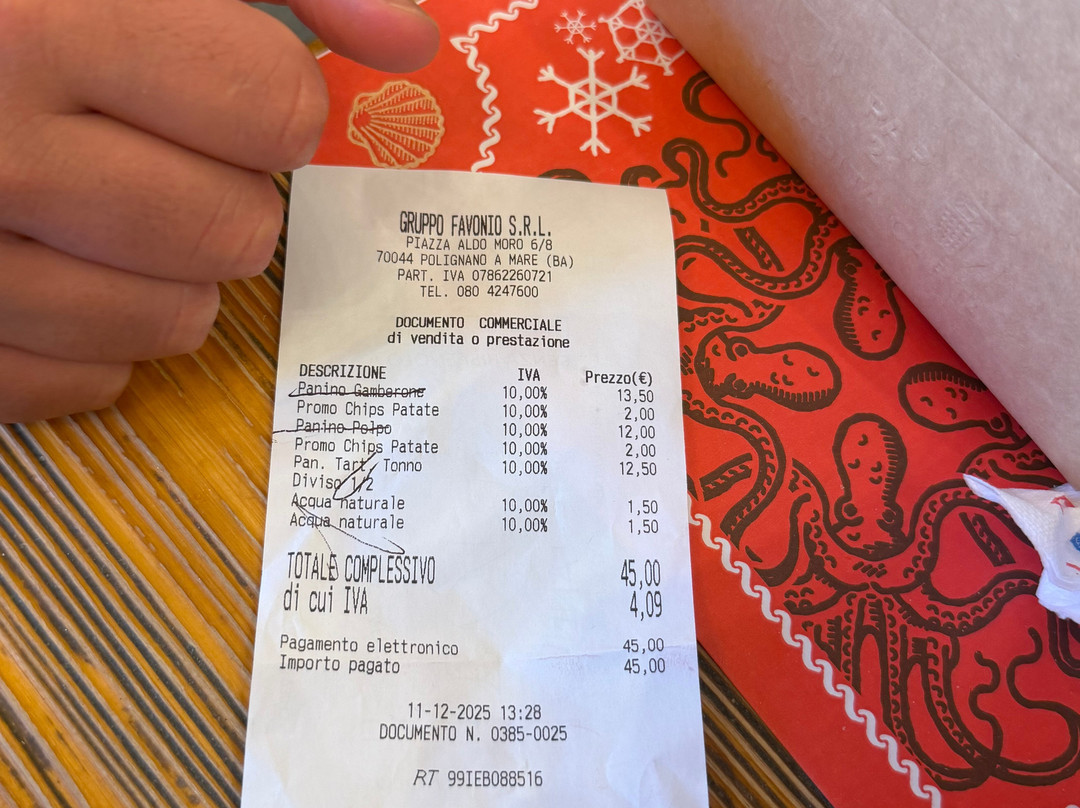 GRUPPO FAVONIO S.R.L.
PIAZZA ALDO MORO 6/8
70044 POLIGNANO A MARE (BA)
PART. IVA 07862260721
TEL. 080 4247600
DOCUMENTO COMMERCIALE
di vendita o prestazione
DESCRIZIONE IVA Prezzo(€)
Panino Gamberone 10,00% 13,50
Promo Chips Patate 10,00% 2,00
Panino Polpo 10,00% 12,00
Promo Chips Patate 10,00% 2,00
Pan. Tart. Tonno 10,00% 12,50
Diviso 1/2
Acqua naturale 10,00% 1,50
Acqua naturale 10,00% 1,50
TOTALE COMPLESSIVO 45,00
di cui IVA 4,09
Pagamento elettronico 45,00
Importo pagato 45,00
11-12-2025 13:28
DOCUMENTO N. 0385-0025
RT 99IEB088516